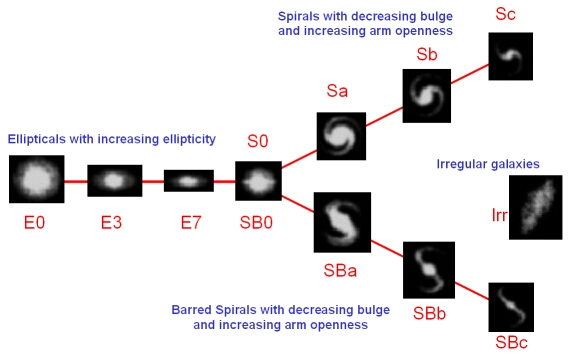 Spirals with decreasing bulge
and increasing arm openness
Sc
Sb
Sa
Ellipticals with increasing ellipticity
S0
Irregular galaxies
Irr
E0
E3
E7
SB0
SBa
SBb
SBc
Barred Spirals with decreasing bulge
and increasing arm openness